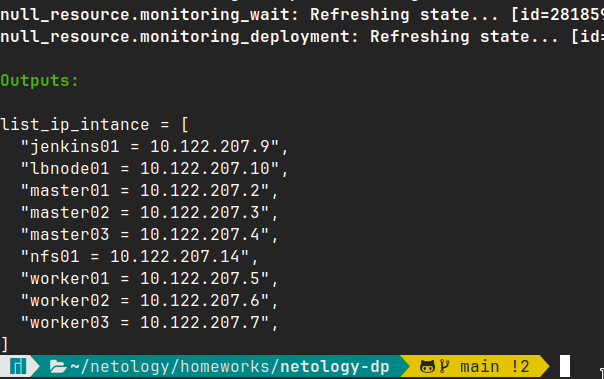 null_resource.monitoring_wait: Refreshing state... [id=281859
null_resource.monitoring_deployment: Refreshing state... [id=
Outputs:
list_ip_intance = [
  "jenkins01 = 10.122.207.9",
  "lbnode01 = 10.122.207.10",
  "master01 = 10.122.207.2",
  "master02 = 10.122.207.3",
  "master03 = 10.122.207.4",
  "nfs01 = 10.122.207.14",
  "worker01 = 10.122.207.5",
  "worker02 = 10.122.207.6",
  "worker03 = 10.122.207.7",
]
~/netology/homeworks/netology-dp main !2